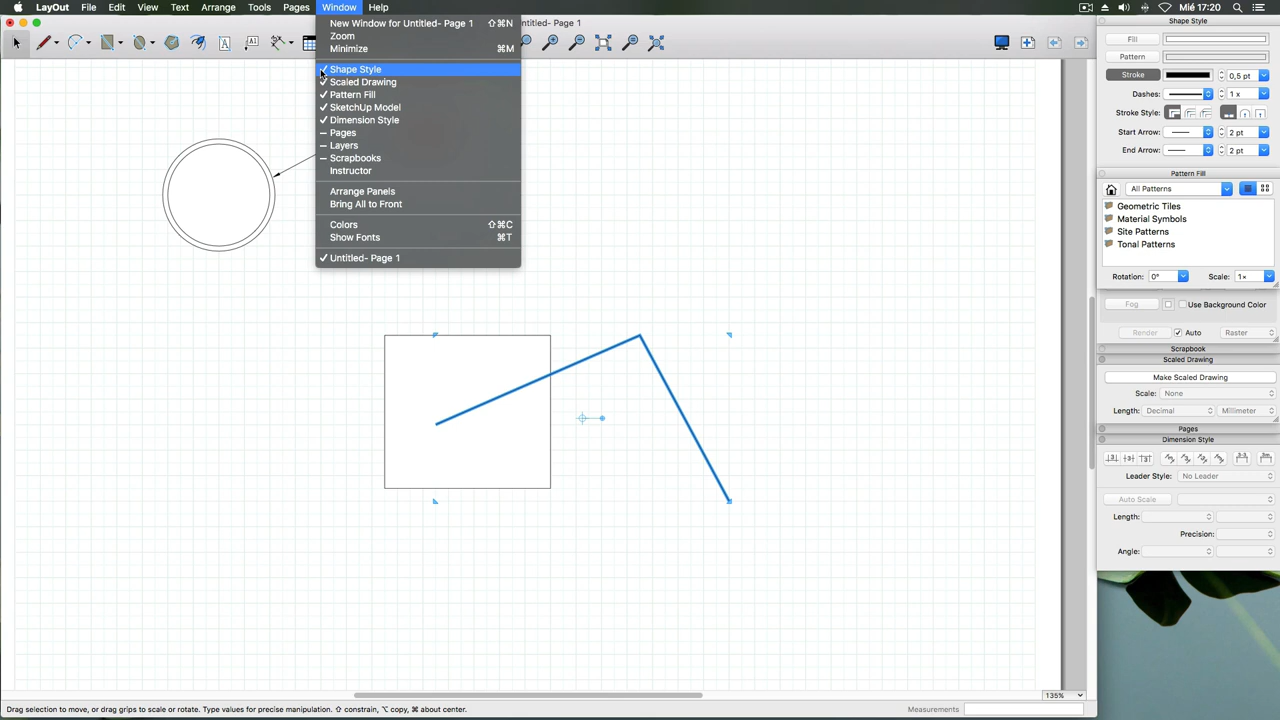 LayOut File Edit View Text Arrange Tools Pages Window Help
Mié 17:20
ntitled- Page 1
New Window for Untitled- Page 1 ⇧⌘N
Zoom
Minimize ⌘M
✓ Shape Style
✓ Scaled Drawing
✓ Pattern Fill
✓ SketchUp Model
✓ Dimension Style
– Pages
– Layers
– Scrapbooks
Instructor
Arrange Panels
Bring All to Front
Colors ⇧⌘C
Show Fonts ⌘T
✓ Untitled- Page 1
Shape Style
Fill
Pattern
Stroke 0,5 pt
Dashes: 1 x
Stroke Style:
Start Arrow: 2 pt
End Arrow: 2 pt
Pattern Fill
All Patterns
Geometric Tiles
Material Symbols
Site Patterns
Tonal Patterns
Rotation: 0° Scale: 1x
Fog Use Background Color
Render Auto Raster
Scrapbook
Scaled Drawing
Make Scaled Drawing
Scale: None
Length: Decimal Millimeter
Pages
Dimension Style
Leader Style: No Leader
Auto Scale
Length:
Precision:
Angle:
135%
Drag selection to move, or drag grips to scale or rotate. Type values for precise manipulation. ⇧ constrain, ⌥ copy, ⌘ about center.
Measurements